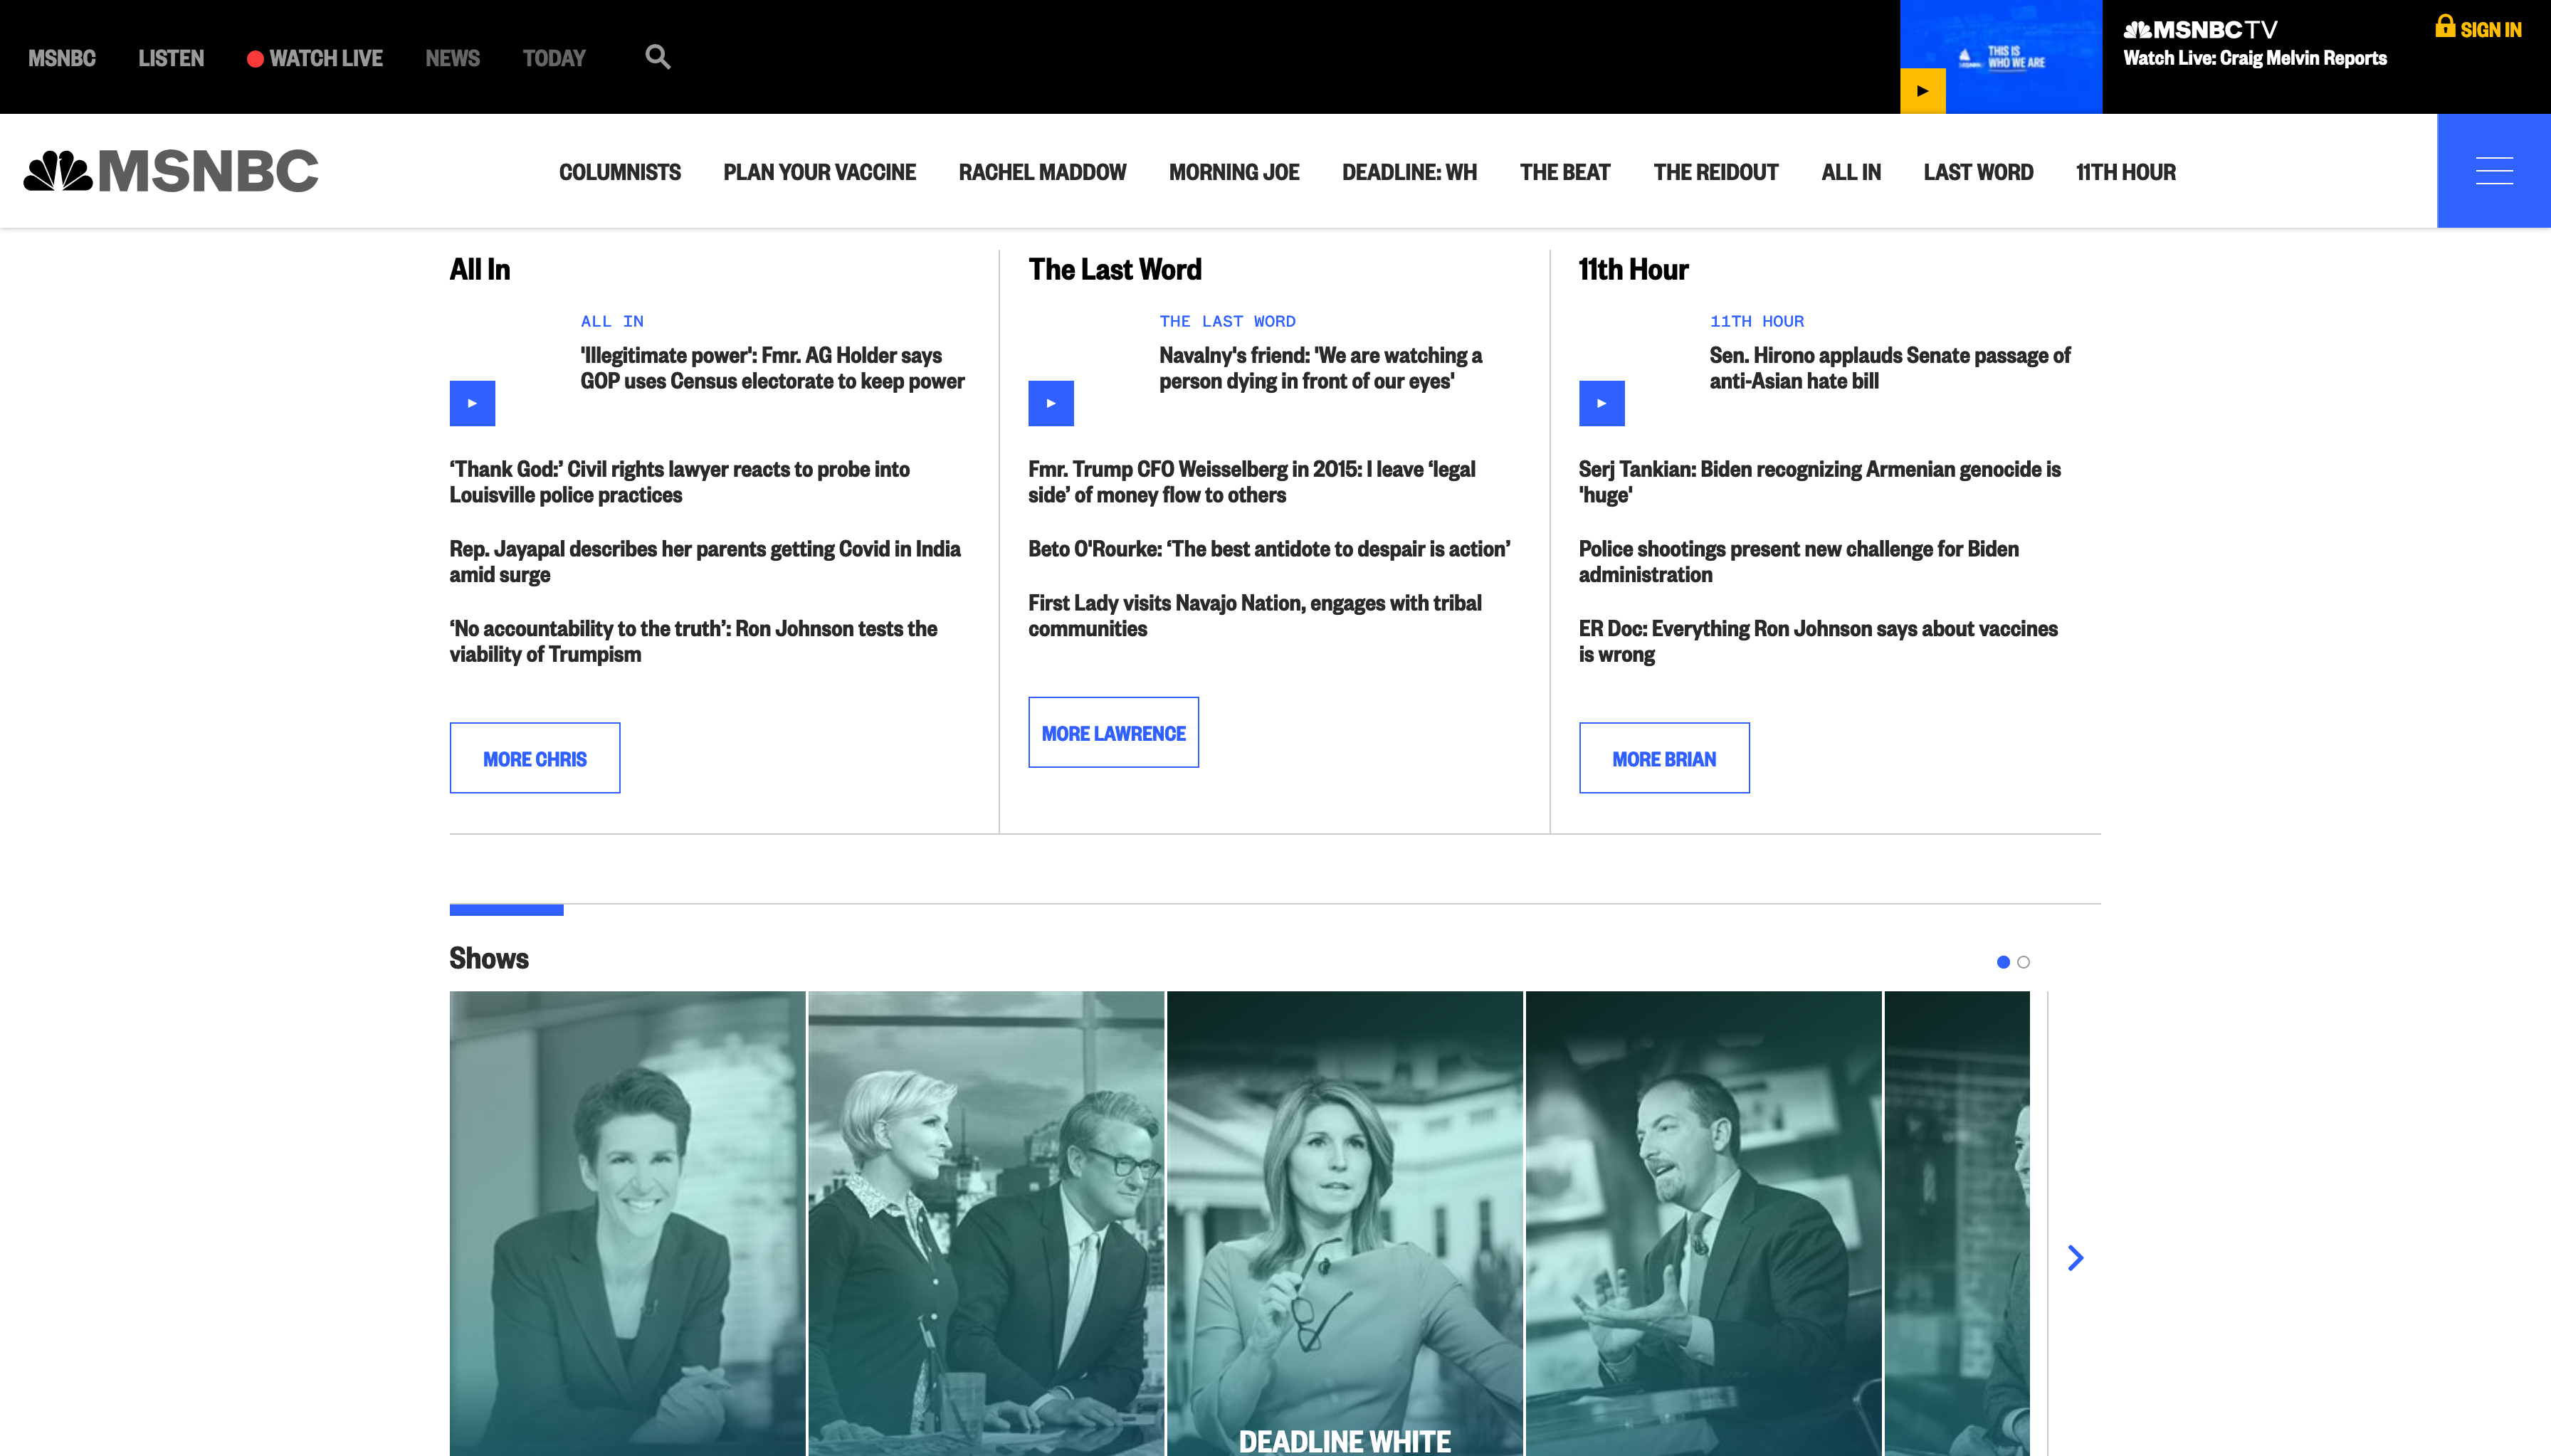 MSNBC LISTEN WATCH LIVE NEWS TODAY
THIS IS
WHO WE ARE
MSNBC TV
Watch Live: Craig Melvin Reports
SIGN IN
MSNBC
COLUMNISTS PLAN YOUR VACCINE RACHEL MADDOW MORNING JOE DEADLINE: WH THE BEAT THE REIDOUT ALL IN LAST WORD 11TH HOUR
All In
ALL IN
'Illegitimate power': Fmr. AG Holder says
GOP uses Census electorate to keep power
‘Thank God:’ Civil rights lawyer reacts to probe into
Louisville police practices
Rep. Jayapal describes her parents getting Covid in India
amid surge
‘No accountability to the truth’: Ron Johnson tests the
viability of Trumpism
MORE CHRIS
The Last Word
THE LAST WORD
Navalny's friend: 'We are watching a
person dying in front of our eyes'
Fmr. Trump CFO Weisselberg in 2015: I leave ‘legal
side’ of money flow to others
Beto O'Rourke: ‘The best antidote to despair is action’
First Lady visits Navajo Nation, engages with tribal
communities
MORE LAWRENCE
11th Hour
11TH HOUR
Sen. Hirono applauds Senate passage of
anti-Asian hate bill
Serj Tankian: Biden recognizing Armenian genocide is
'huge'
Police shootings present new challenge for Biden
administration
ER Doc: Everything Ron Johnson says about vaccines
is wrong
MORE BRIAN
Shows
DEADLINE WHITE